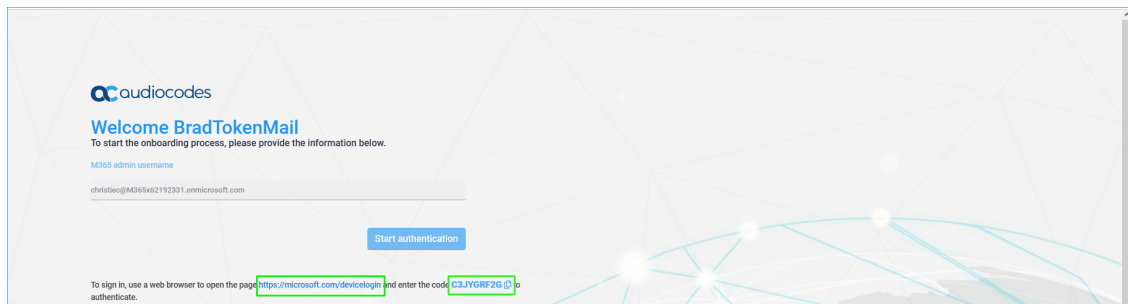 audiocodes
Welcome BradTokenMail
To start the onboarding process, please provide the information below.
M365 admin username
christiec@M365x62192331.onmicrosoft.com
Start authentication
To sign in, use a web browser to open the page https://microsoft.com/devicelogin and enter the code C3JYGRF2G to
authenticate.